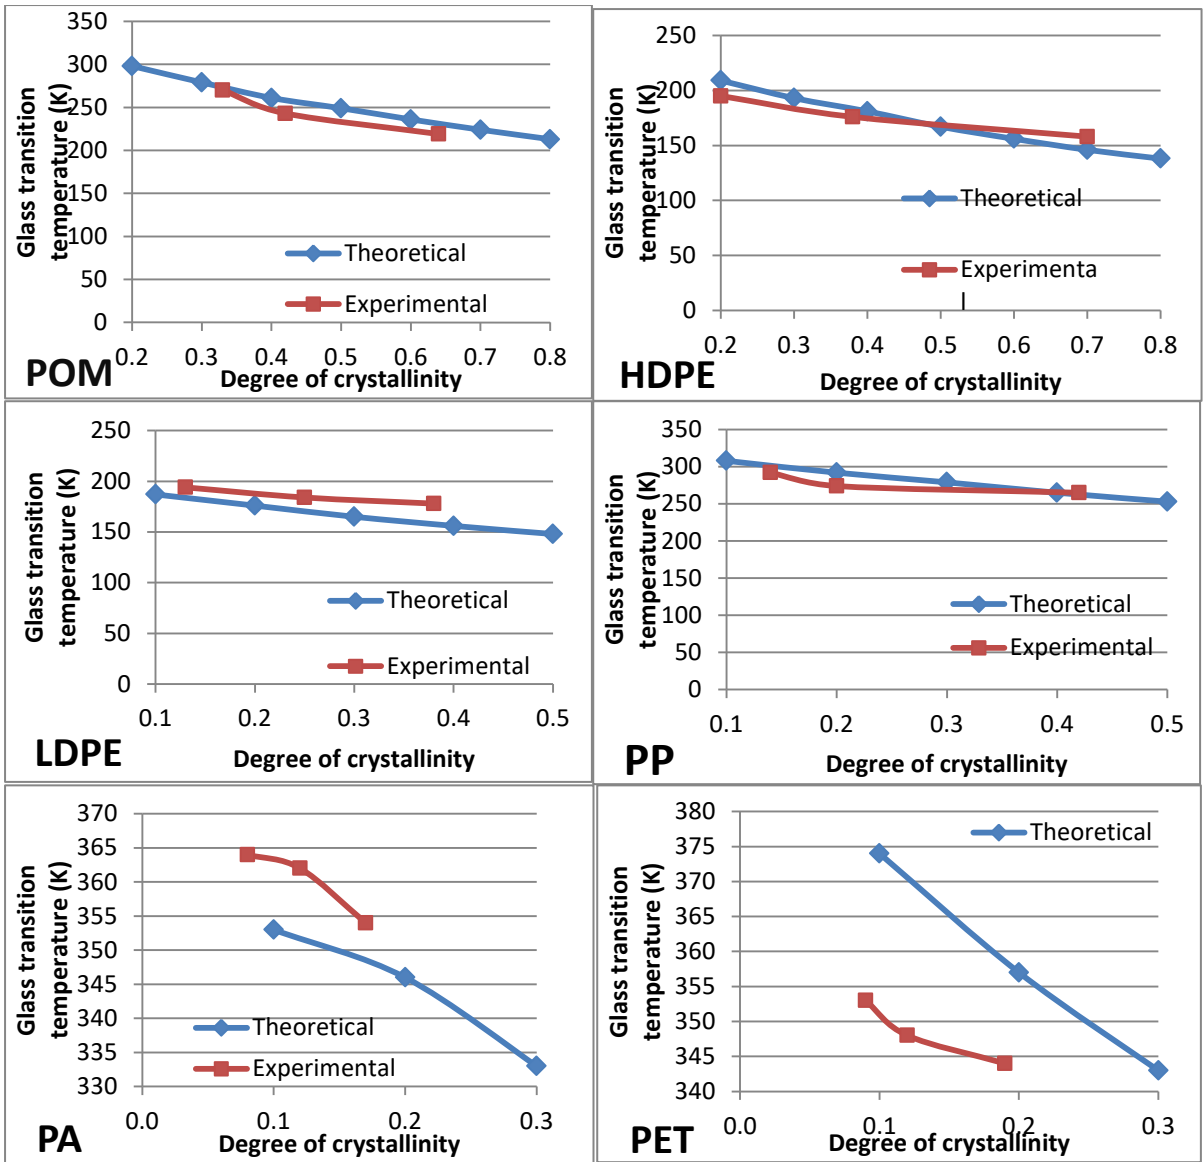 350
300
250
200
150
100
50
0
Glass transition
temperature (K)
Theoretical
Experimental
0.2 0.3 0.4 0.5 0.6 0.7 0.8
POM
Degree of crystallinity
250
200
150
100
50
0
Glass transition
temperature (K)
Theoretical
Experimenta
0.2 0.3 0.4 0.5 0.6 0.7 0.8
HDPE
Degree of crystallinity
250
200
150
100
50
0
Glass transition
temperature (K)
Theoretical
Experimental
0.1 0.2 0.3 0.4 0.5
LDPE
Degree of crystallinity
350
300
250
200
150
100
50
0
Glass transition
temperature (K)
Theoretical
Experimental
0.1 0.2 0.3 0.4 0.5
PP
Degree of crystallinity
370
365
360
355
350
345
340
335
330
Glass transition
temperature (K)
Theoretical
Experimental
0.0 0.1 0.2 0.3
PA
Degree of crystallinity
380
375
370
365
360
355
350
345
340
Glass transition
temperature (K)
Theoretical
0.0 0.1 0.2 0.3
PET
Degree of crystallinity